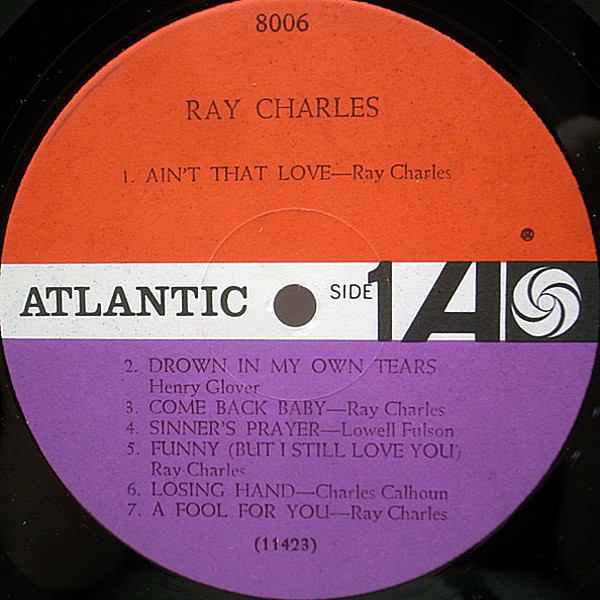 8006
RAY CHARLES
1. AIN'T THAT LOVE—Ray Charles
ATLANTIC SIDE 1 A
2. DROWN IN MY OWN TEARS
Henry Glover
3. COME BACK BABY—Ray Charles
4. SINNER'S PRAYER—Lowell Fulson
5. FUNNY (BUT I STILL LOVE YOU)
Ray Charles
6. LOSING HAND—Charles Calhoun
7. A FOOL FOR YOU—Ray Charles
(11423)